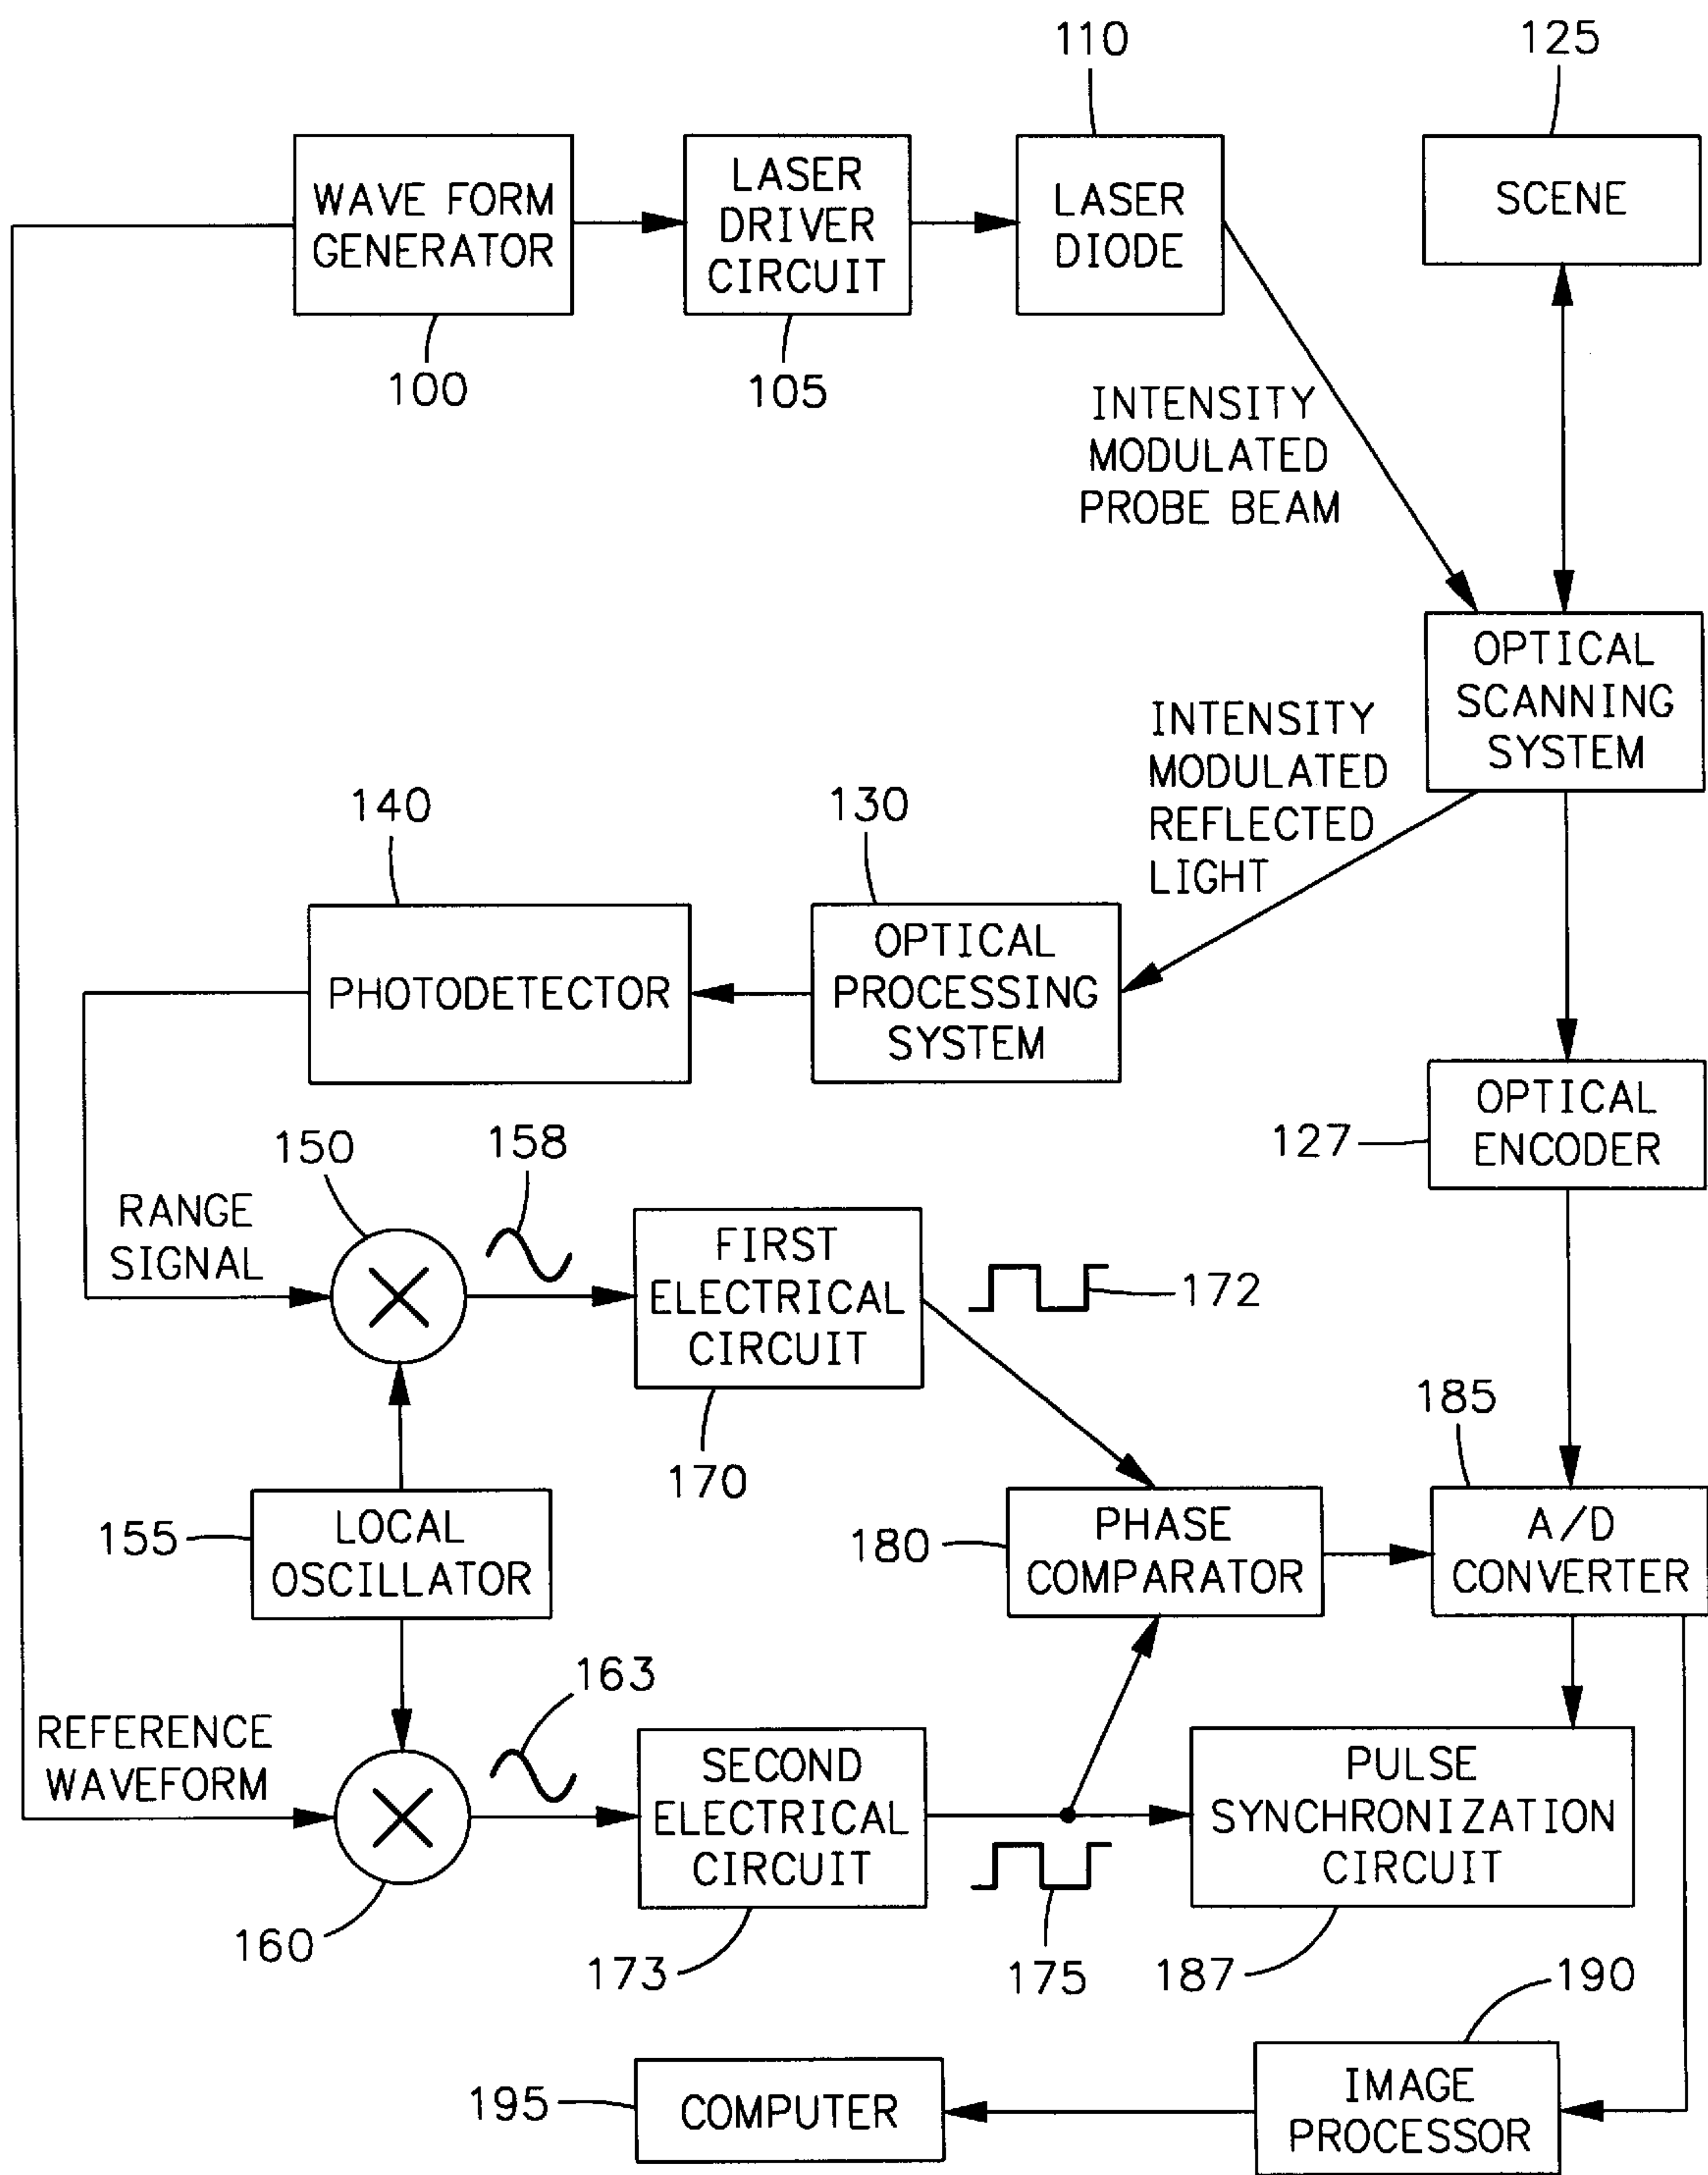 110
125
WAVE FORM
GENERATOR
LASER
DRIVER
CIRCUIT
LASER
DIODE
SCENE
100
105
INTENSITY
MODULATED
PROBE BEAM
OPTICAL
SCANNING
SYSTEM
INTENSITY
MODULATED
REFLECTED
LIGHT
140
130
PHOTODETECTOR
OPTICAL
PROCESSING
SYSTEM
OPTICAL
ENCODER
127
150
158
RANGE
SIGNAL
FIRST
ELECTRICAL
CIRCUIT
172
170
185
155
LOCAL
OSCILLATOR
180
PHASE
COMPARATOR
A/D
CONVERTER
163
REFERENCE
WAVEFORM
SECOND
ELECTRICAL
CIRCUIT
PULSE
SYNCHRONIZATION
CIRCUIT
160
173
175
187
190
195
COMPUTER
IMAGE
PROCESSOR